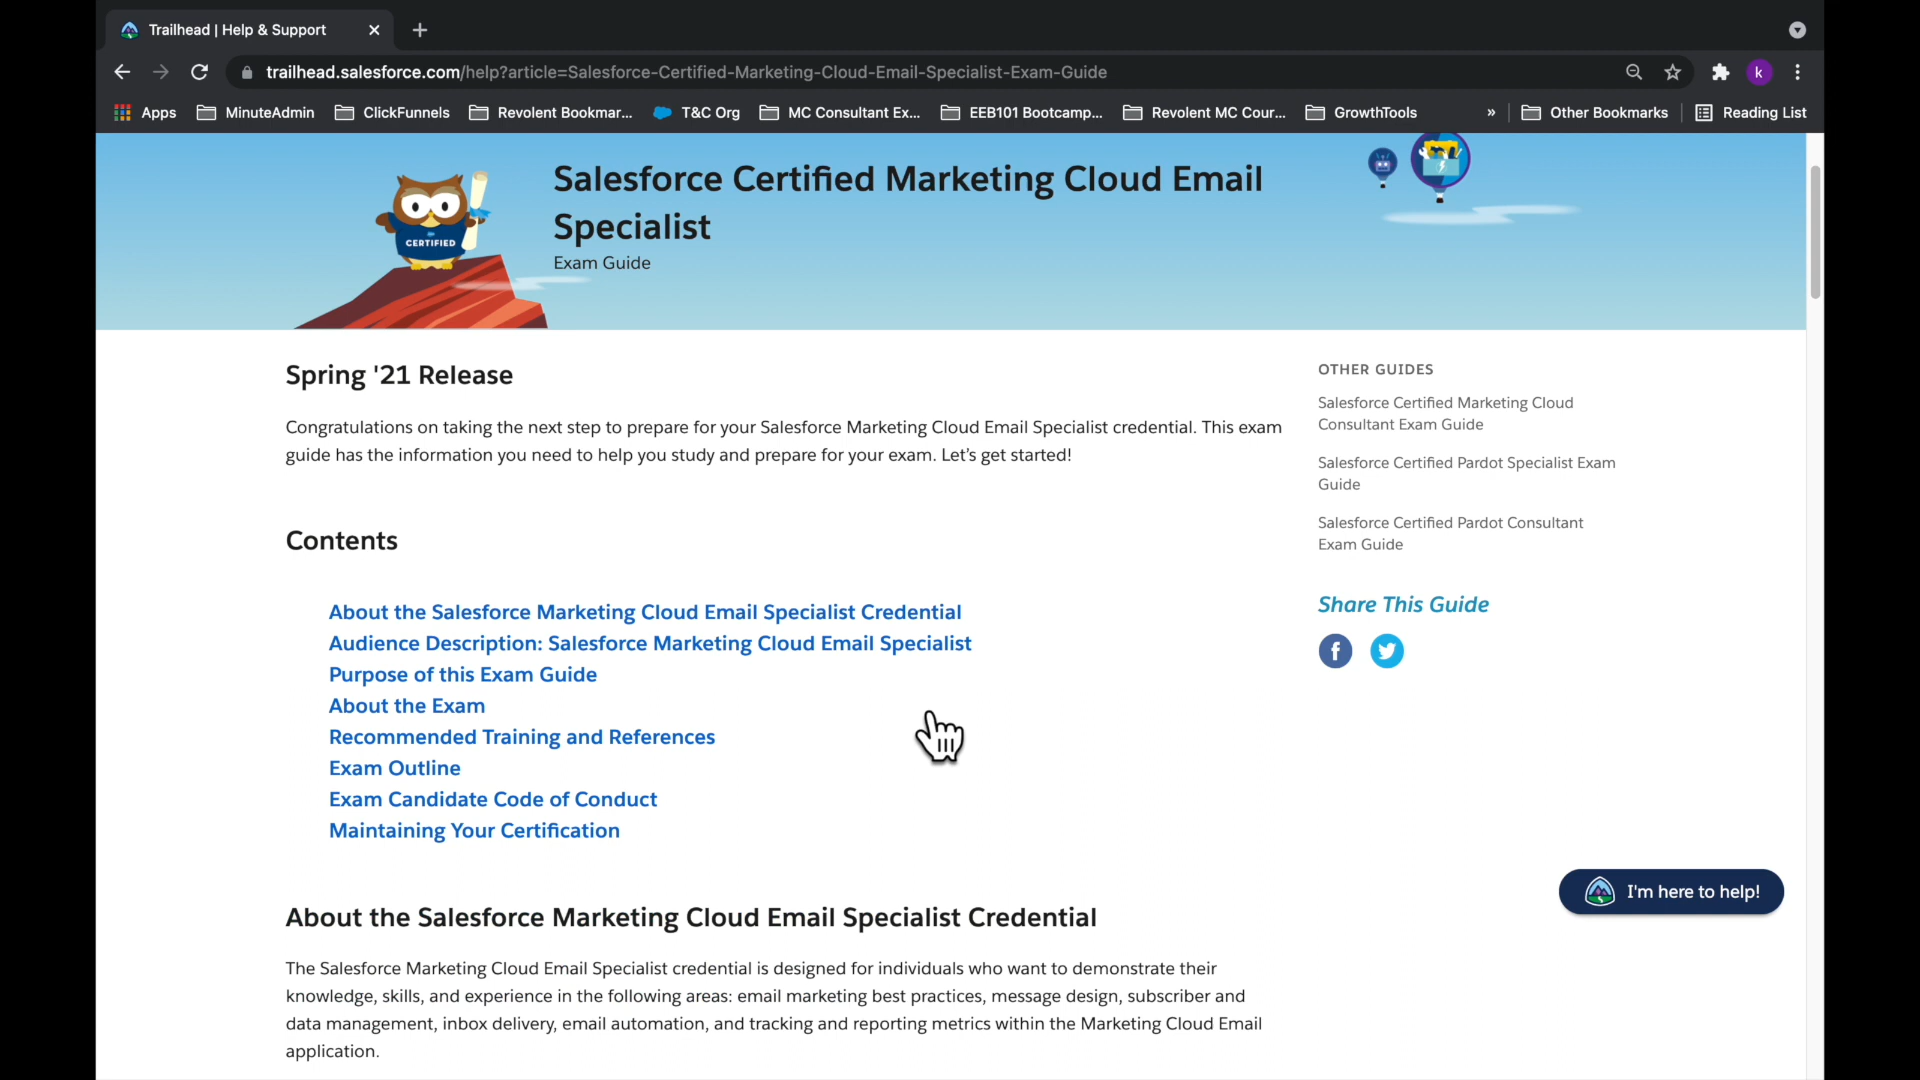 Trailhead | Help & Support
trailhead.salesforce.com/help?article=Salesforce-Certified-Marketing-Cloud-Email-Specialist-Exam-Guide
k
Apps MinuteAdmin ClickFunnels Revolent Bookmar... T&C Org MC Consultant Ex... EEB101 Bootcamp... Revolent MC Cour... GrowthTools » Other Bookmarks Reading List
Salesforce Certified Marketing Cloud Email
Specialist
Exam Guide
CERTIFIED
Spring '21 Release
Congratulations on taking the next step to prepare for your Salesforce Marketing Cloud Email Specialist credential. This exam
guide has the information you need to help you study and prepare for your exam. Let's get started!
Contents
About the Salesforce Marketing Cloud Email Specialist Credential
Audience Description: Salesforce Marketing Cloud Email Specialist
Purpose of this Exam Guide
About the Exam
Recommended Training and References
Exam Outline
Exam Candidate Code of Conduct
Maintaining Your Certification
About the Salesforce Marketing Cloud Email Specialist Credential
The Salesforce Marketing Cloud Email Specialist credential is designed for individuals who want to demonstrate their
knowledge, skills, and experience in the following areas: email marketing best practices, message design, subscriber and
data management, inbox delivery, email automation, and tracking and reporting metrics within the Marketing Cloud Email
application.
OTHER GUIDES
Salesforce Certified Marketing Cloud
Consultant Exam Guide
Salesforce Certified Pardot Specialist Exam
Guide
Salesforce Certified Pardot Consultant
Exam Guide
Share This Guide
I'm here to help!